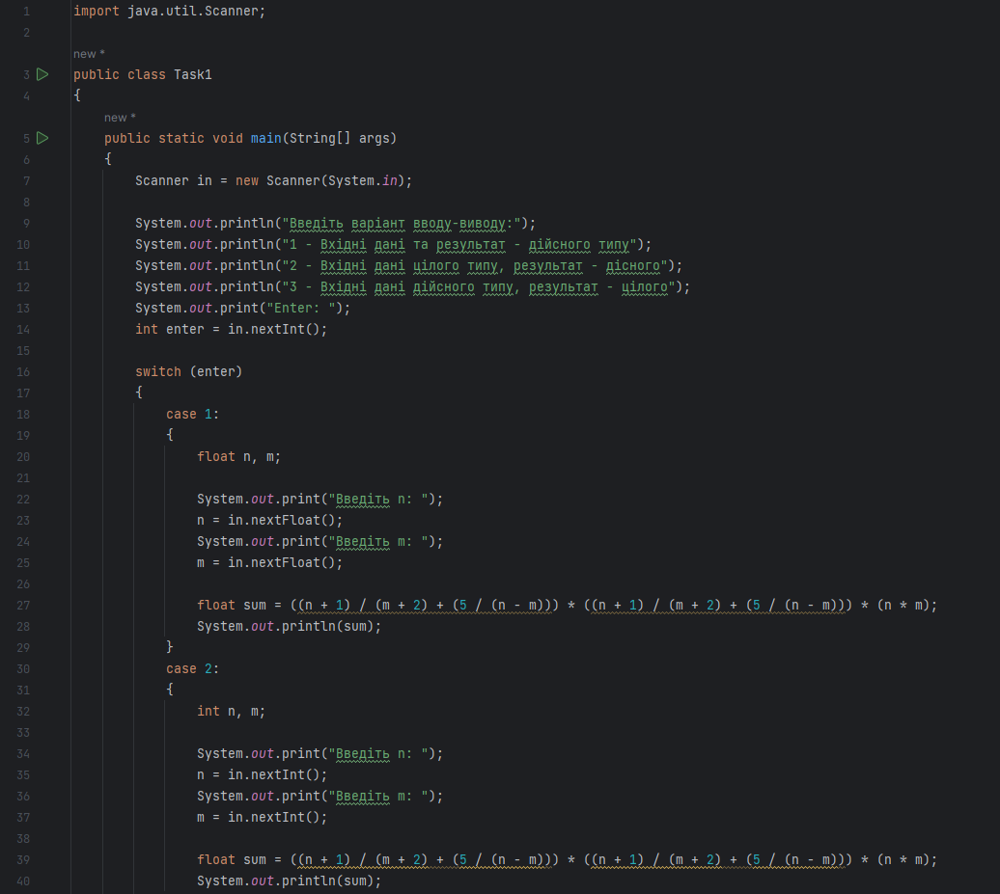 1 import java.util.Scanner;
2
new *
3 public class Task1
4 {
new *
5 public static void main(String[] args)
6 {
7 Scanner in = new Scanner(System.in);
8
9 System.out.println("Введіть варіант вводу-виводу:");
10 System.out.println("1 - Вхідні дані та результат - дійсного типу");
11 System.out.println("2 - Вхідні дані цілого типу, результат - дісного");
12 System.out.println("3 - Вхідні дані дійсного типу, результат - цілого");
13 System.out.print("Enter: ");
14 int enter = in.nextInt();
15
16 switch (enter)
17 {
18 case 1:
19 {
20 float n, m;
21
22 System.out.print("Введіть n: ");
23 n = in.nextFloat();
24 System.out.print("Введіть m: ");
25 m = in.nextFloat();
26
27 float sum = ((n + 1) / (m + 2) + (5 / (n - m))) * ((n + 1) / (m + 2) + (5 / (n - m))) * (n * m);
28 System.out.println(sum);
29 }
30 case 2:
31 {
32 int n, m;
33
34 System.out.print("Введіть n: ");
35 n = in.nextInt();
36 System.out.print("Введіть m: ");
37 m = in.nextInt();
38
39 float sum = ((n + 1) / (m + 2) + (5 / (n - m))) * ((n + 1) / (m + 2) + (5 / (n - m))) * (n * m);
40 System.out.println(sum);